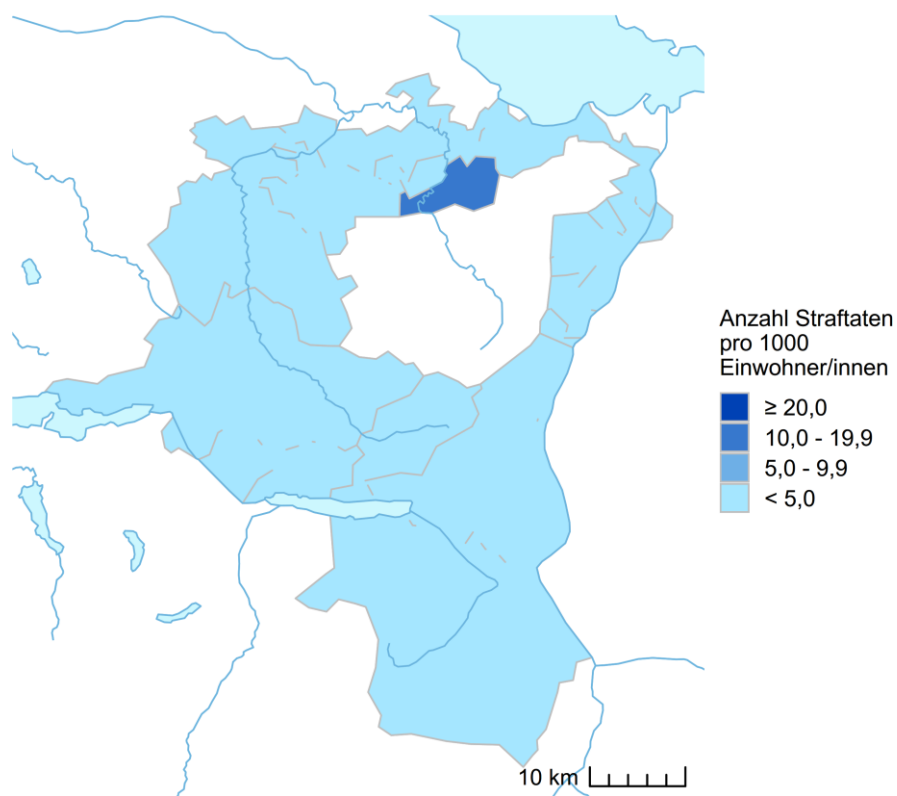 Anzahl Straftaten
pro 1000
Einwohner/innen
≥ 20,0
10,0 - 19,9
5,0 - 9,9
< 5,0
10 km